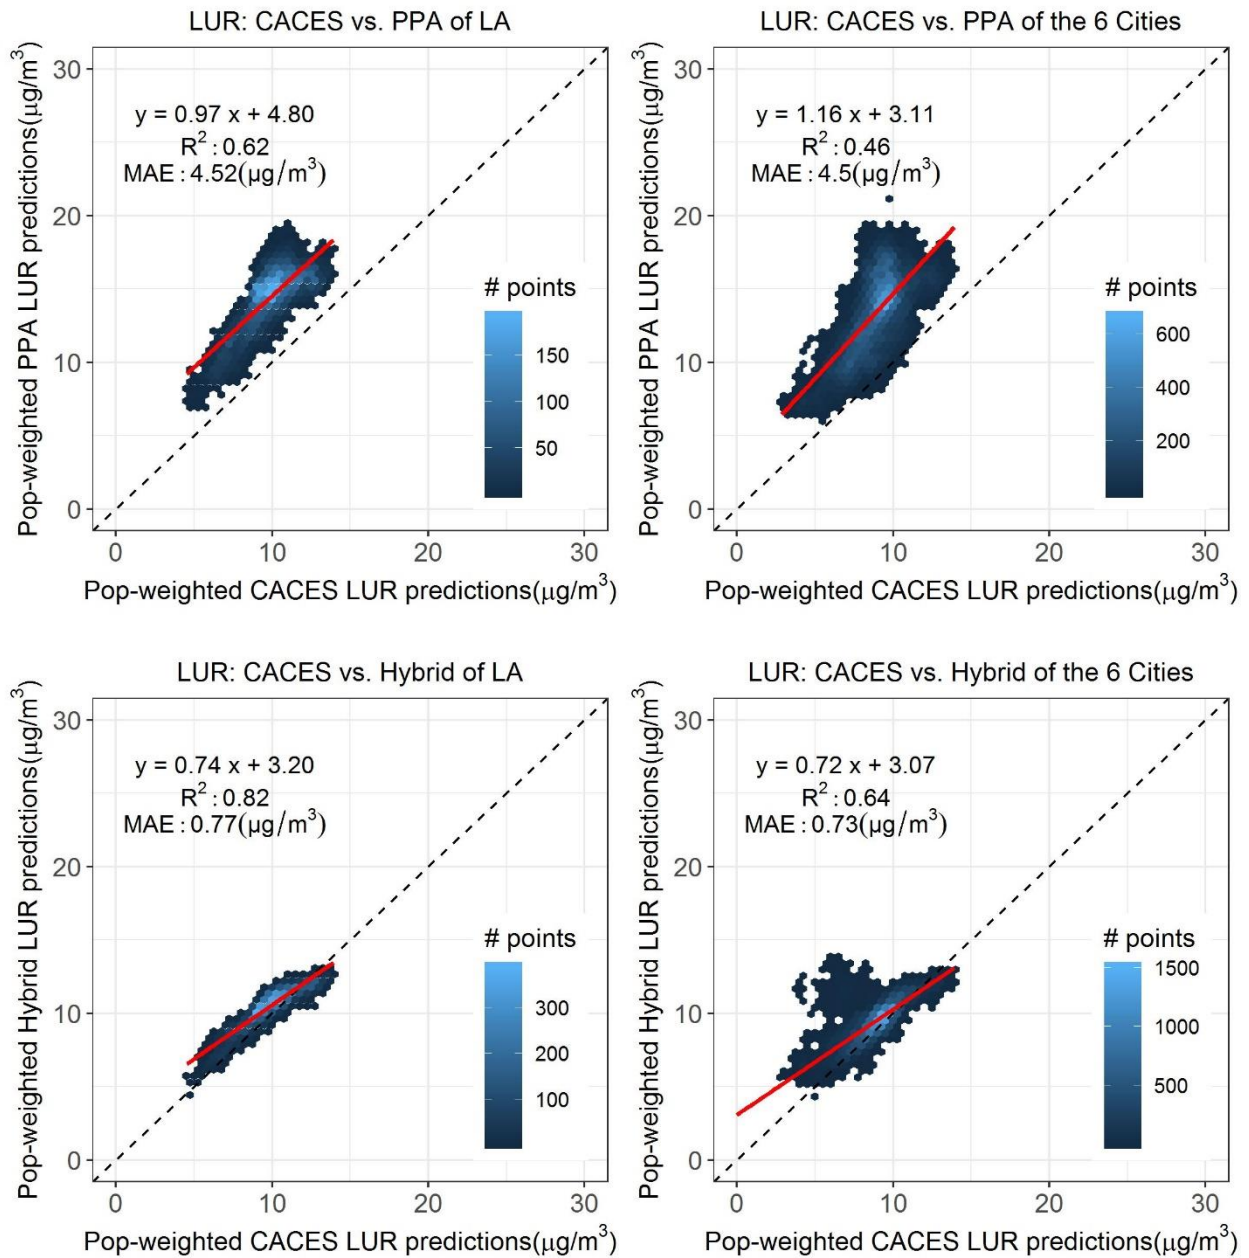 LUR: CACES vs. PPA of LA
Pop-weighted PPA LUR predictions(μg/m³)
30
20
10
0
y = 0.97 x + 4.80
R² : 0.62
MAE : 4.52(μg/m³)
# points
150
100
50
0 10 20 30
Pop-weighted CACES LUR predictions(μg/m³)
LUR: CACES vs. PPA of the 6 Cities
Pop-weighted PPA LUR predictions(μg/m³)
30
20
10
0
y = 1.16 x + 3.11
R² : 0.46
MAE : 4.5(μg/m³)
# points
600
400
200
0 10 20 30
Pop-weighted CACES LUR predictions(μg/m³)
LUR: CACES vs. Hybrid of LA
Pop-weighted Hybrid LUR predictions(μg/m³)
30
20
10
0
y = 0.74 x + 3.20
R² : 0.82
MAE : 0.77(μg/m³)
# points
300
200
100
0 10 20 30
Pop-weighted CACES LUR predictions(μg/m³)
LUR: CACES vs. Hybrid of the 6 Cities
Pop-weighted Hybrid LUR predictions(μg/m³)
30
20
10
0
y = 0.72 x + 3.07
R² : 0.64
MAE : 0.73(μg/m³)
# points
1500
1000
500
0 10 20 30
Pop-weighted CACES LUR predictions(μg/m³)